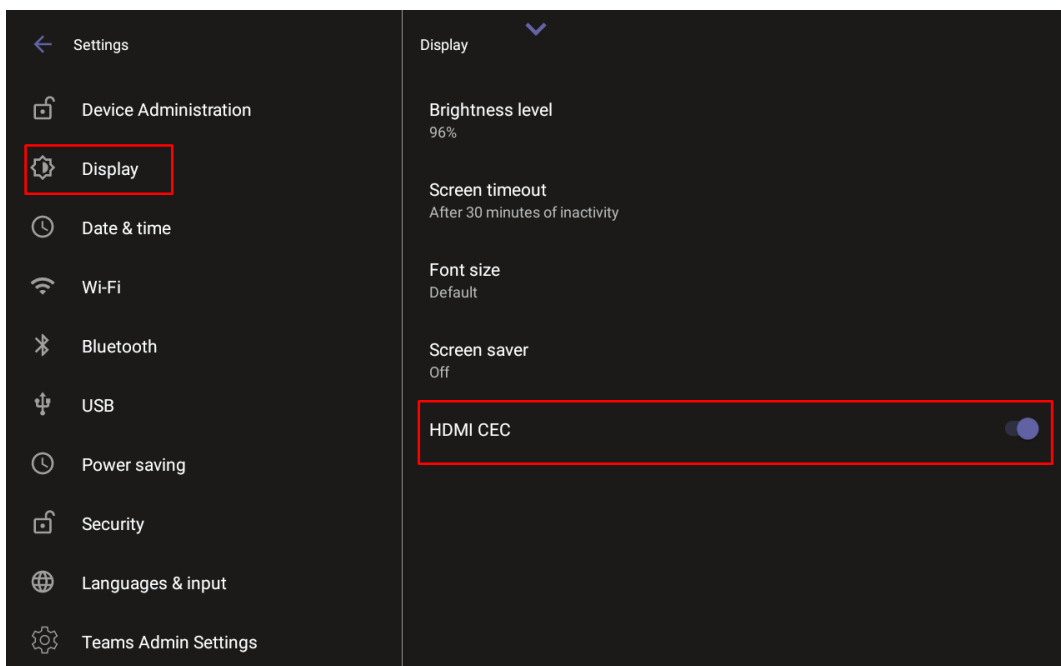 Settings
Device Administration
Display
Date & time
Wi-Fi
Bluetooth
USB
Power saving
Security
Languages & input
Teams Admin Settings
Display
Brightness level
96%
Screen timeout
After 30 minutes of inactivity
Font size
Default
Screen saver
Off
HDMI CEC